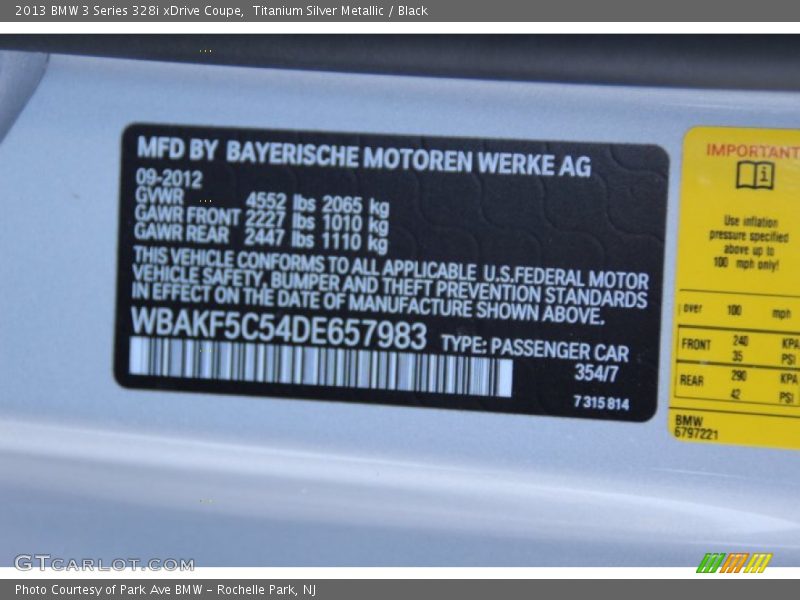 2013 BMW 3 Series 328i xDrive Coupe,  Titanium Silver Metallic / Black
MFD BY BAYERISCHE MOTOREN WERKE AG
09-2012
GVWR 4552 lbs 2065 kg
GAWR FRONT 2227 lbs 1010 kg
GAWR REAR 2447 lbs 1110 kg
THIS VEHICLE CONFORMS TO ALL APPLICABLE U.S.FEDERAL MOTOR
VEHICLE SAFETY, BUMPER AND THEFT PREVENTION STANDARDS
IN EFFECT ON THE DATE OF MANUFACTURE SHOWN ABOVE.
WBAKF5C54DE657983 TYPE: PASSENGER CAR
354/7
7 315 814
IMPORTANT
Use inflation
pressure specified
above up to
100 mph only!
over 100 mph
FRONT 240 KPA
35 PSI
REAR 290 KPA
42 PSI
BMW
6797221
GTCARLOT.COM
Photo Courtesy of Park Ave BMW – Rochelle Park, NJ